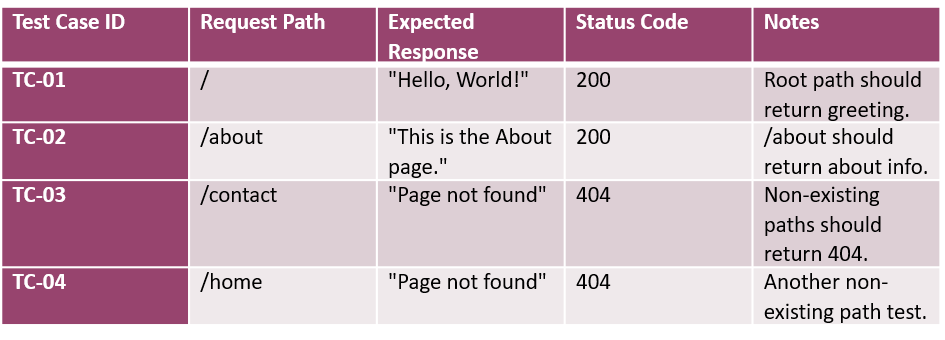 Test Case ID Request Path Expected Response Status Code Notes
TC-01 / "Hello, World!" 200 Root path should return greeting.
TC-02 /about "This is the About page." 200 /about should return about info.
TC-03 /contact "Page not found" 404 Non-existing paths should return 404.
TC-04 /home "Page not found" 404 Another non-existing path test.